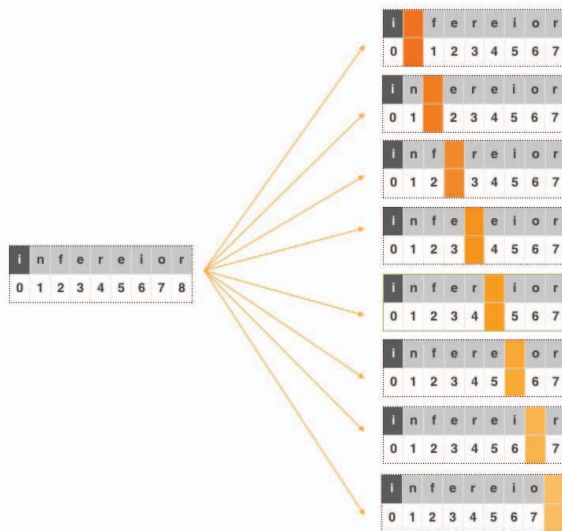 i f e r e i o r
0 1 2 3 4 5 6 7
i n e r e i o r
0 1 2 3 4 5 6 7
i n f r e i o r
0 1 2 3 4 5 6 7
i n f e e i o r
0 1 2 3 4 5 6 7
i n f e r e i o r
0 1 2 3 4 5 6 7 8
i n f e r i o r
0 1 2 3 4 5 6 7
i n f e r e o r
0 1 2 3 4 5 6 7
i n f e r e i r
0 1 2 3 4 5 6 7
i n f e r e i o
0 1 2 3 4 5 6 7